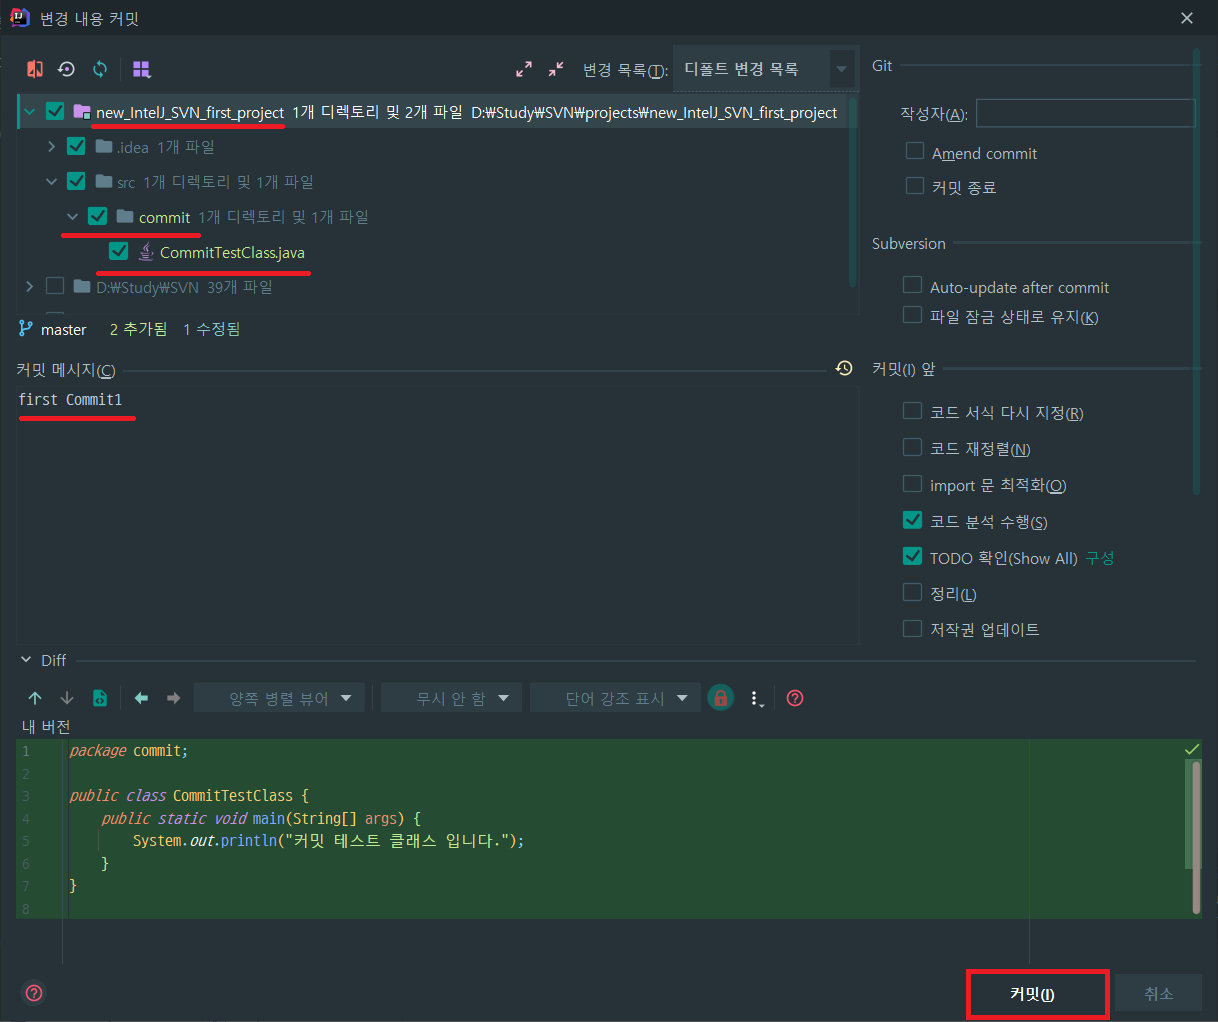 변경 내용 커밋
변경 목록(T): 디폴트 변경 목록
new_IntelJ_SVN_first_project 1개 디렉토리 및 2개 파일 D:₩Study₩SVN₩projects₩new_IntelJ_SVN_first_project
.idea 1개 파일
src 1개 디렉토리 및 1개 파일
commit 1개 디렉토리 및 1개 파일
CommitTestClass.java
D:₩Study₩SVN 39개 파일
master 2 추가됨 1 수정됨
커밋 메시지(C)
first Commit1
Git
작성자(A):
Amend commit
커밋 종료
Subversion
Auto-update after commit
파일 잠금 상태로 유지(K)
커밋(I) 앞
코드 서식 다시 지정(R)
코드 재정렬(N)
import 문 최적화(O)
코드 분석 수행(S)
TODO 확인(Show All) 구성
정리(L)
저작권 업데이트
Diff
양쪽 병렬 뷰어 무시 안 함 단어 강조 표시
내 버전
1 package commit;
2
3 public class CommitTestClass {
4 public static void main(String[] args) {
5 System.out.println("커밋 테스트 클래스 입니다.");
6 }
7 }
8
커밋(I) 취소